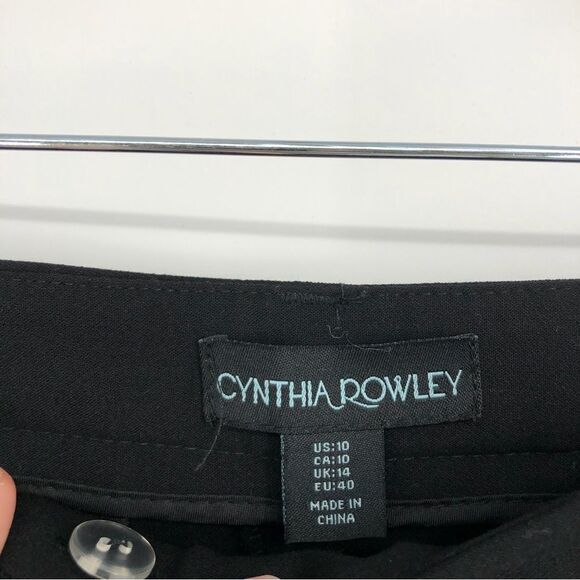 CYNTHIA ROWLEY
US:10
CA:10
UK:14
EU:40
MADE IN
CHINA